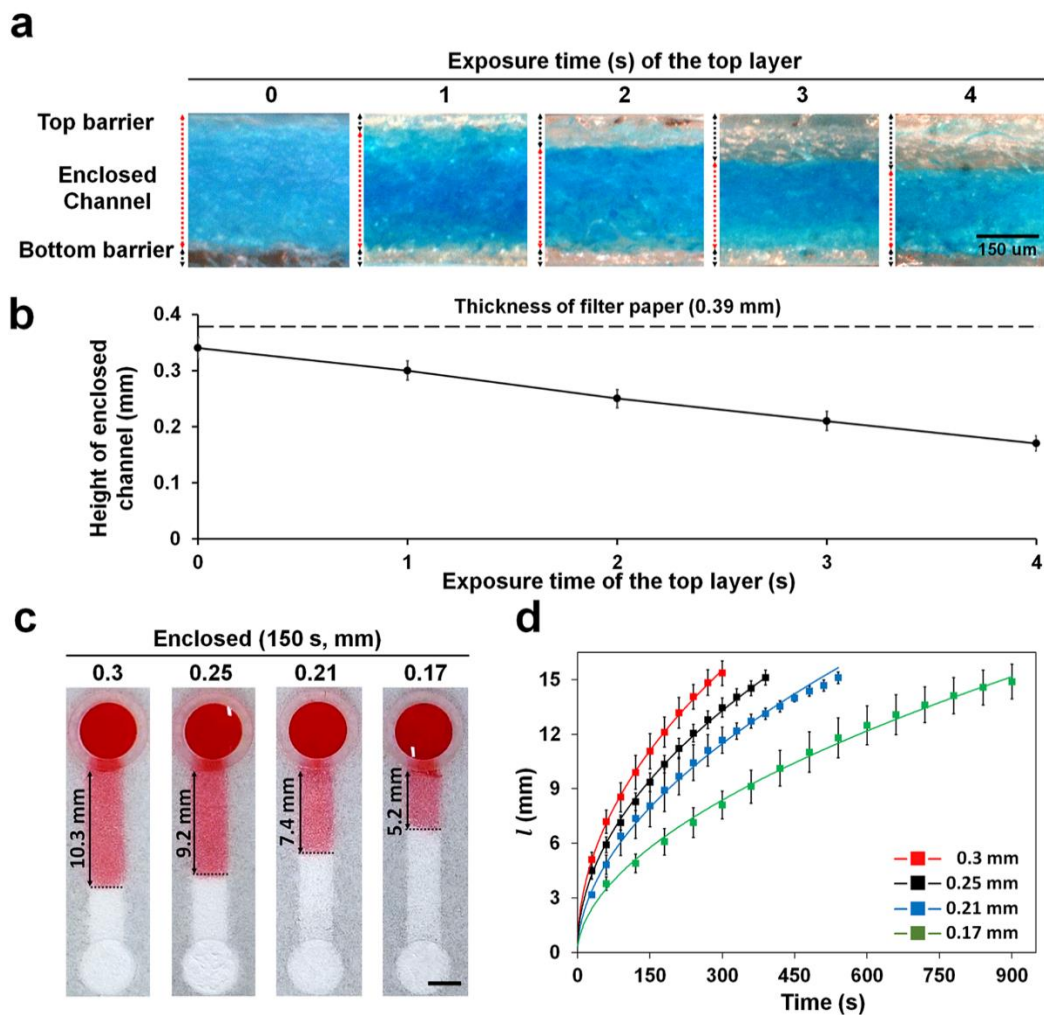 a
Exposure time (s) of the top layer
0 1 2 3 4
Top barrier
Enclosed
Channel
Bottom barrier
150 um
b
Thickness of filter paper (0.39 mm)
Height of enclosed
channel (mm)
0.4
0.3
0.2
0.1
0
0 1 2 3 4
Exposure time of the top layer (s)
c
Enclosed (150 s, mm)
0.3 0.25 0.21 0.17
10.3 mm
9.2 mm
7.4 mm
5.2 mm
d
l (mm)
15
12
9
6
3
0
0.3 mm
0.25 mm
0.21 mm
0.17 mm
0 150 300 450 600 750 900
Time (s)